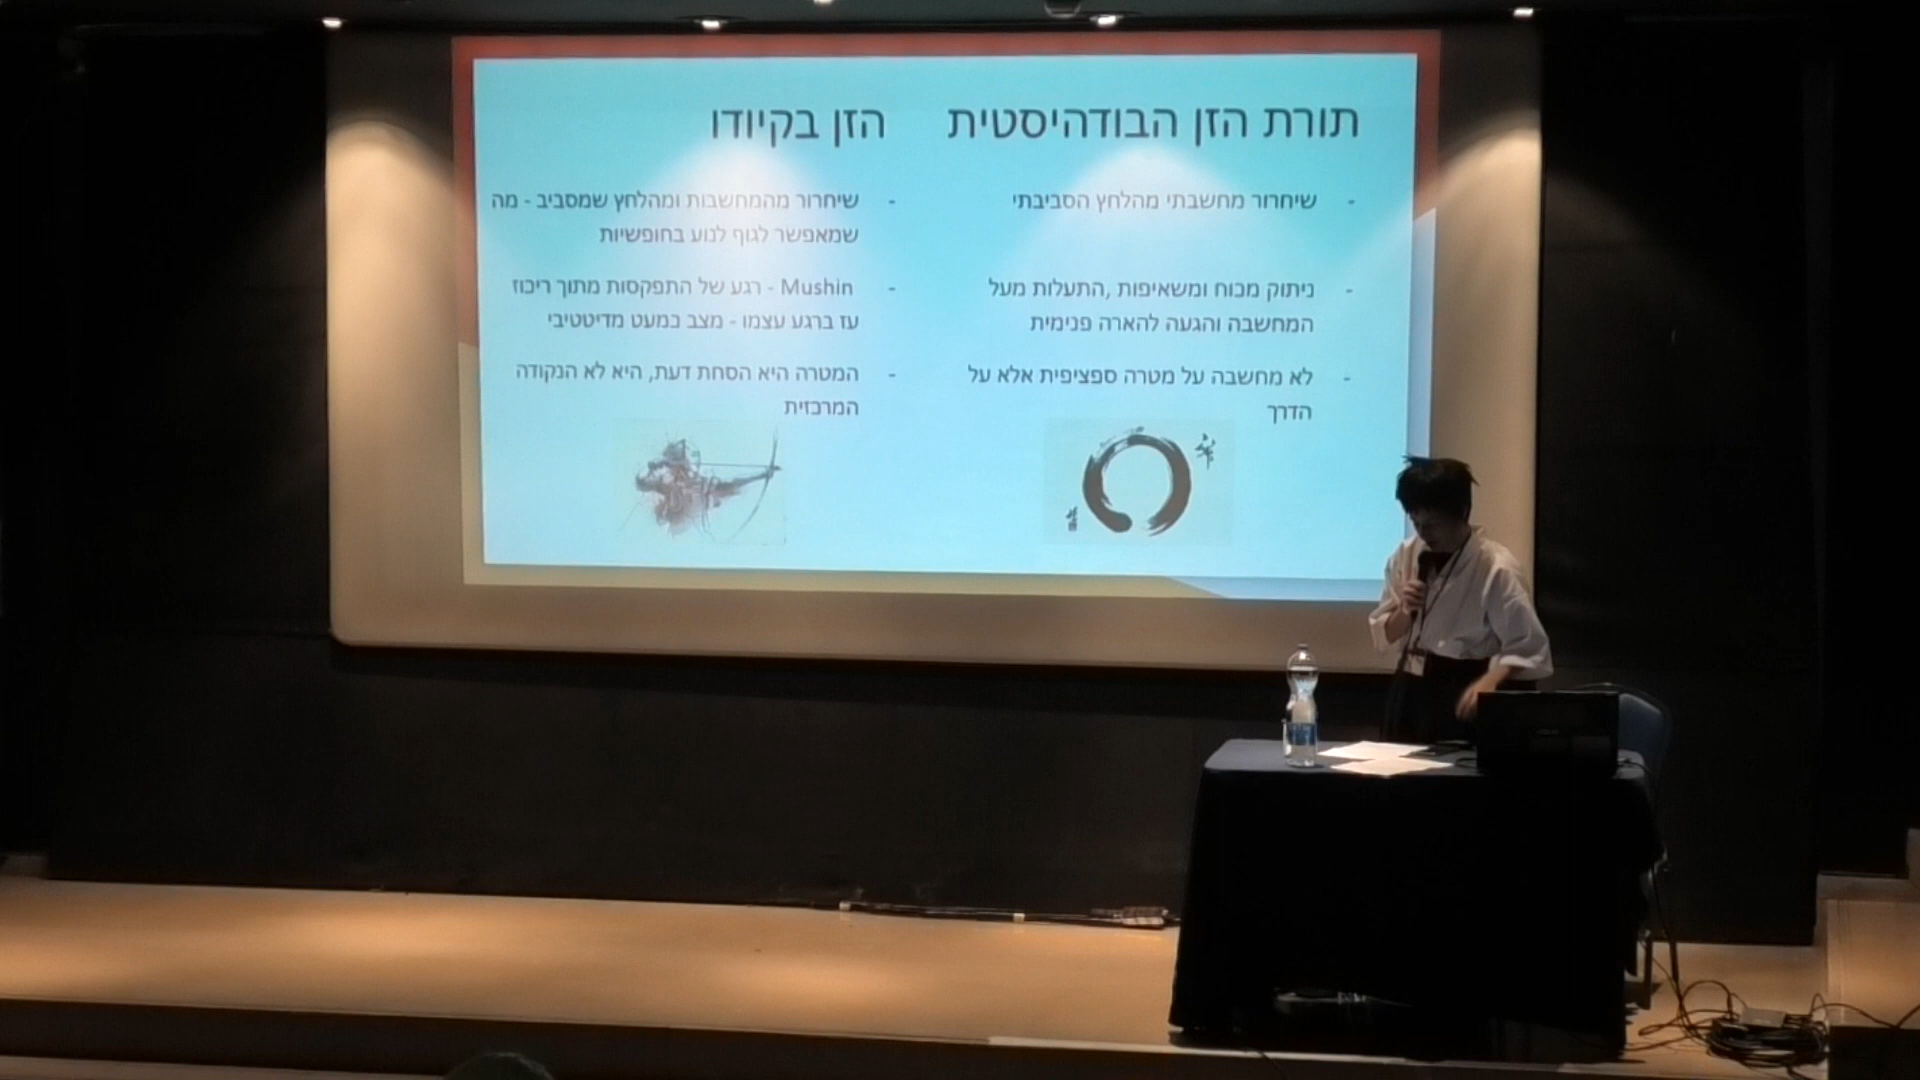 תורת הזן הבודהיסטית
- שיחרור מחשבתי מהלחץ הסביבתי
- ניתוק מכוח ומשאיפות ,התעלות מעל
המחשבה והגעה להארה פנימית
- לא מחשבה על מטרה ספציפית אלא על
הדרך
הזן בקיודו
- שיחרור מהמחשבות ומהלחץ שמסביב - מה
שמאפשר לגוף לנוע בחופשיות
- Mushin - רגע של התפקסות מתוך ריכוז
עז ברגע עצמו - מצב כמעט מדיטטיבי
- המטרה היא הסחת דעת, היא לא הנקודה
המרכזית